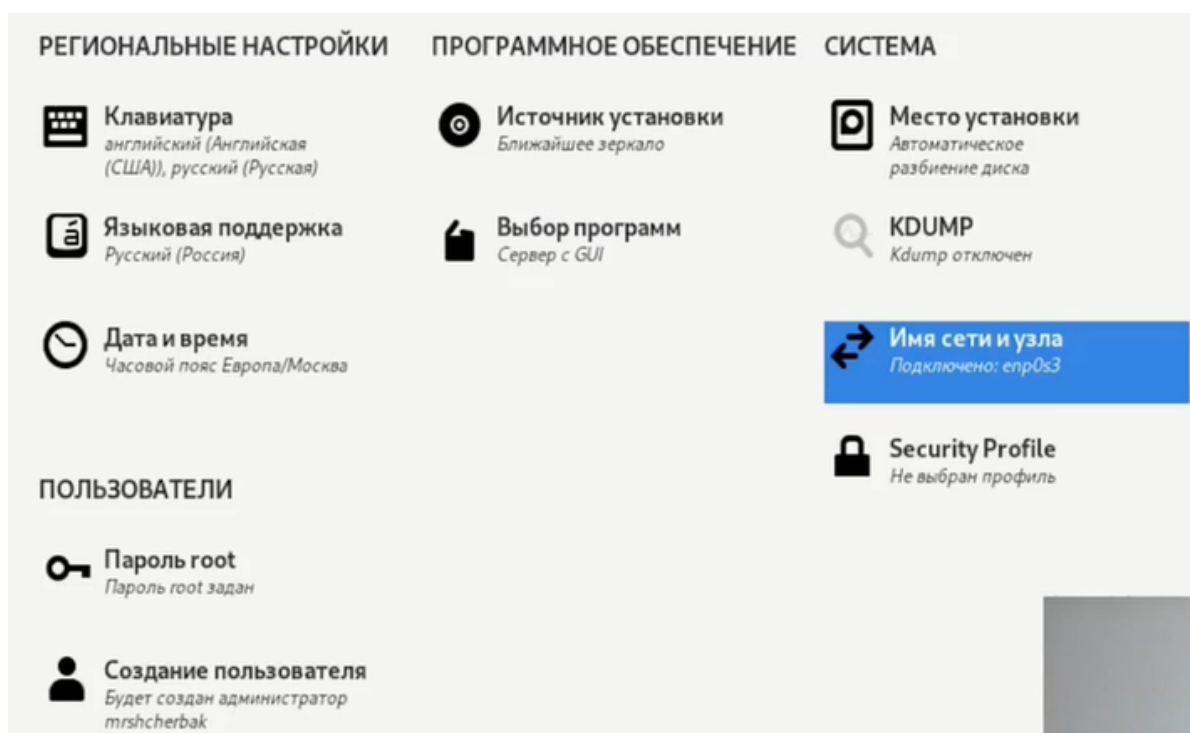 РЕГИОНАЛЬНЫЕ НАСТРОЙКИ
Клавиатура
английский (Английская
(США)), русский (Русская)
Языковая поддержка
Русский (Россия)
Дата и время
Часовой пояс Европа/Москва
ПРОГРАММНОЕ ОБЕСПЕЧЕНИЕ
Источник установки
Ближайшее зеркало
Выбор программ
Сервер с GUI
СИСТЕМА
Место установки
Автоматическое
разбиение диска
KDUMP
Kdump отключен
Имя сети и узла
Подключено: enp0s3
Security Profile
Не выбран профиль
ПОЛЬЗОВАТЕЛИ
Пароль root
Пароль root задан
Создание пользователя
Будет создан администратор
mrshcherbak